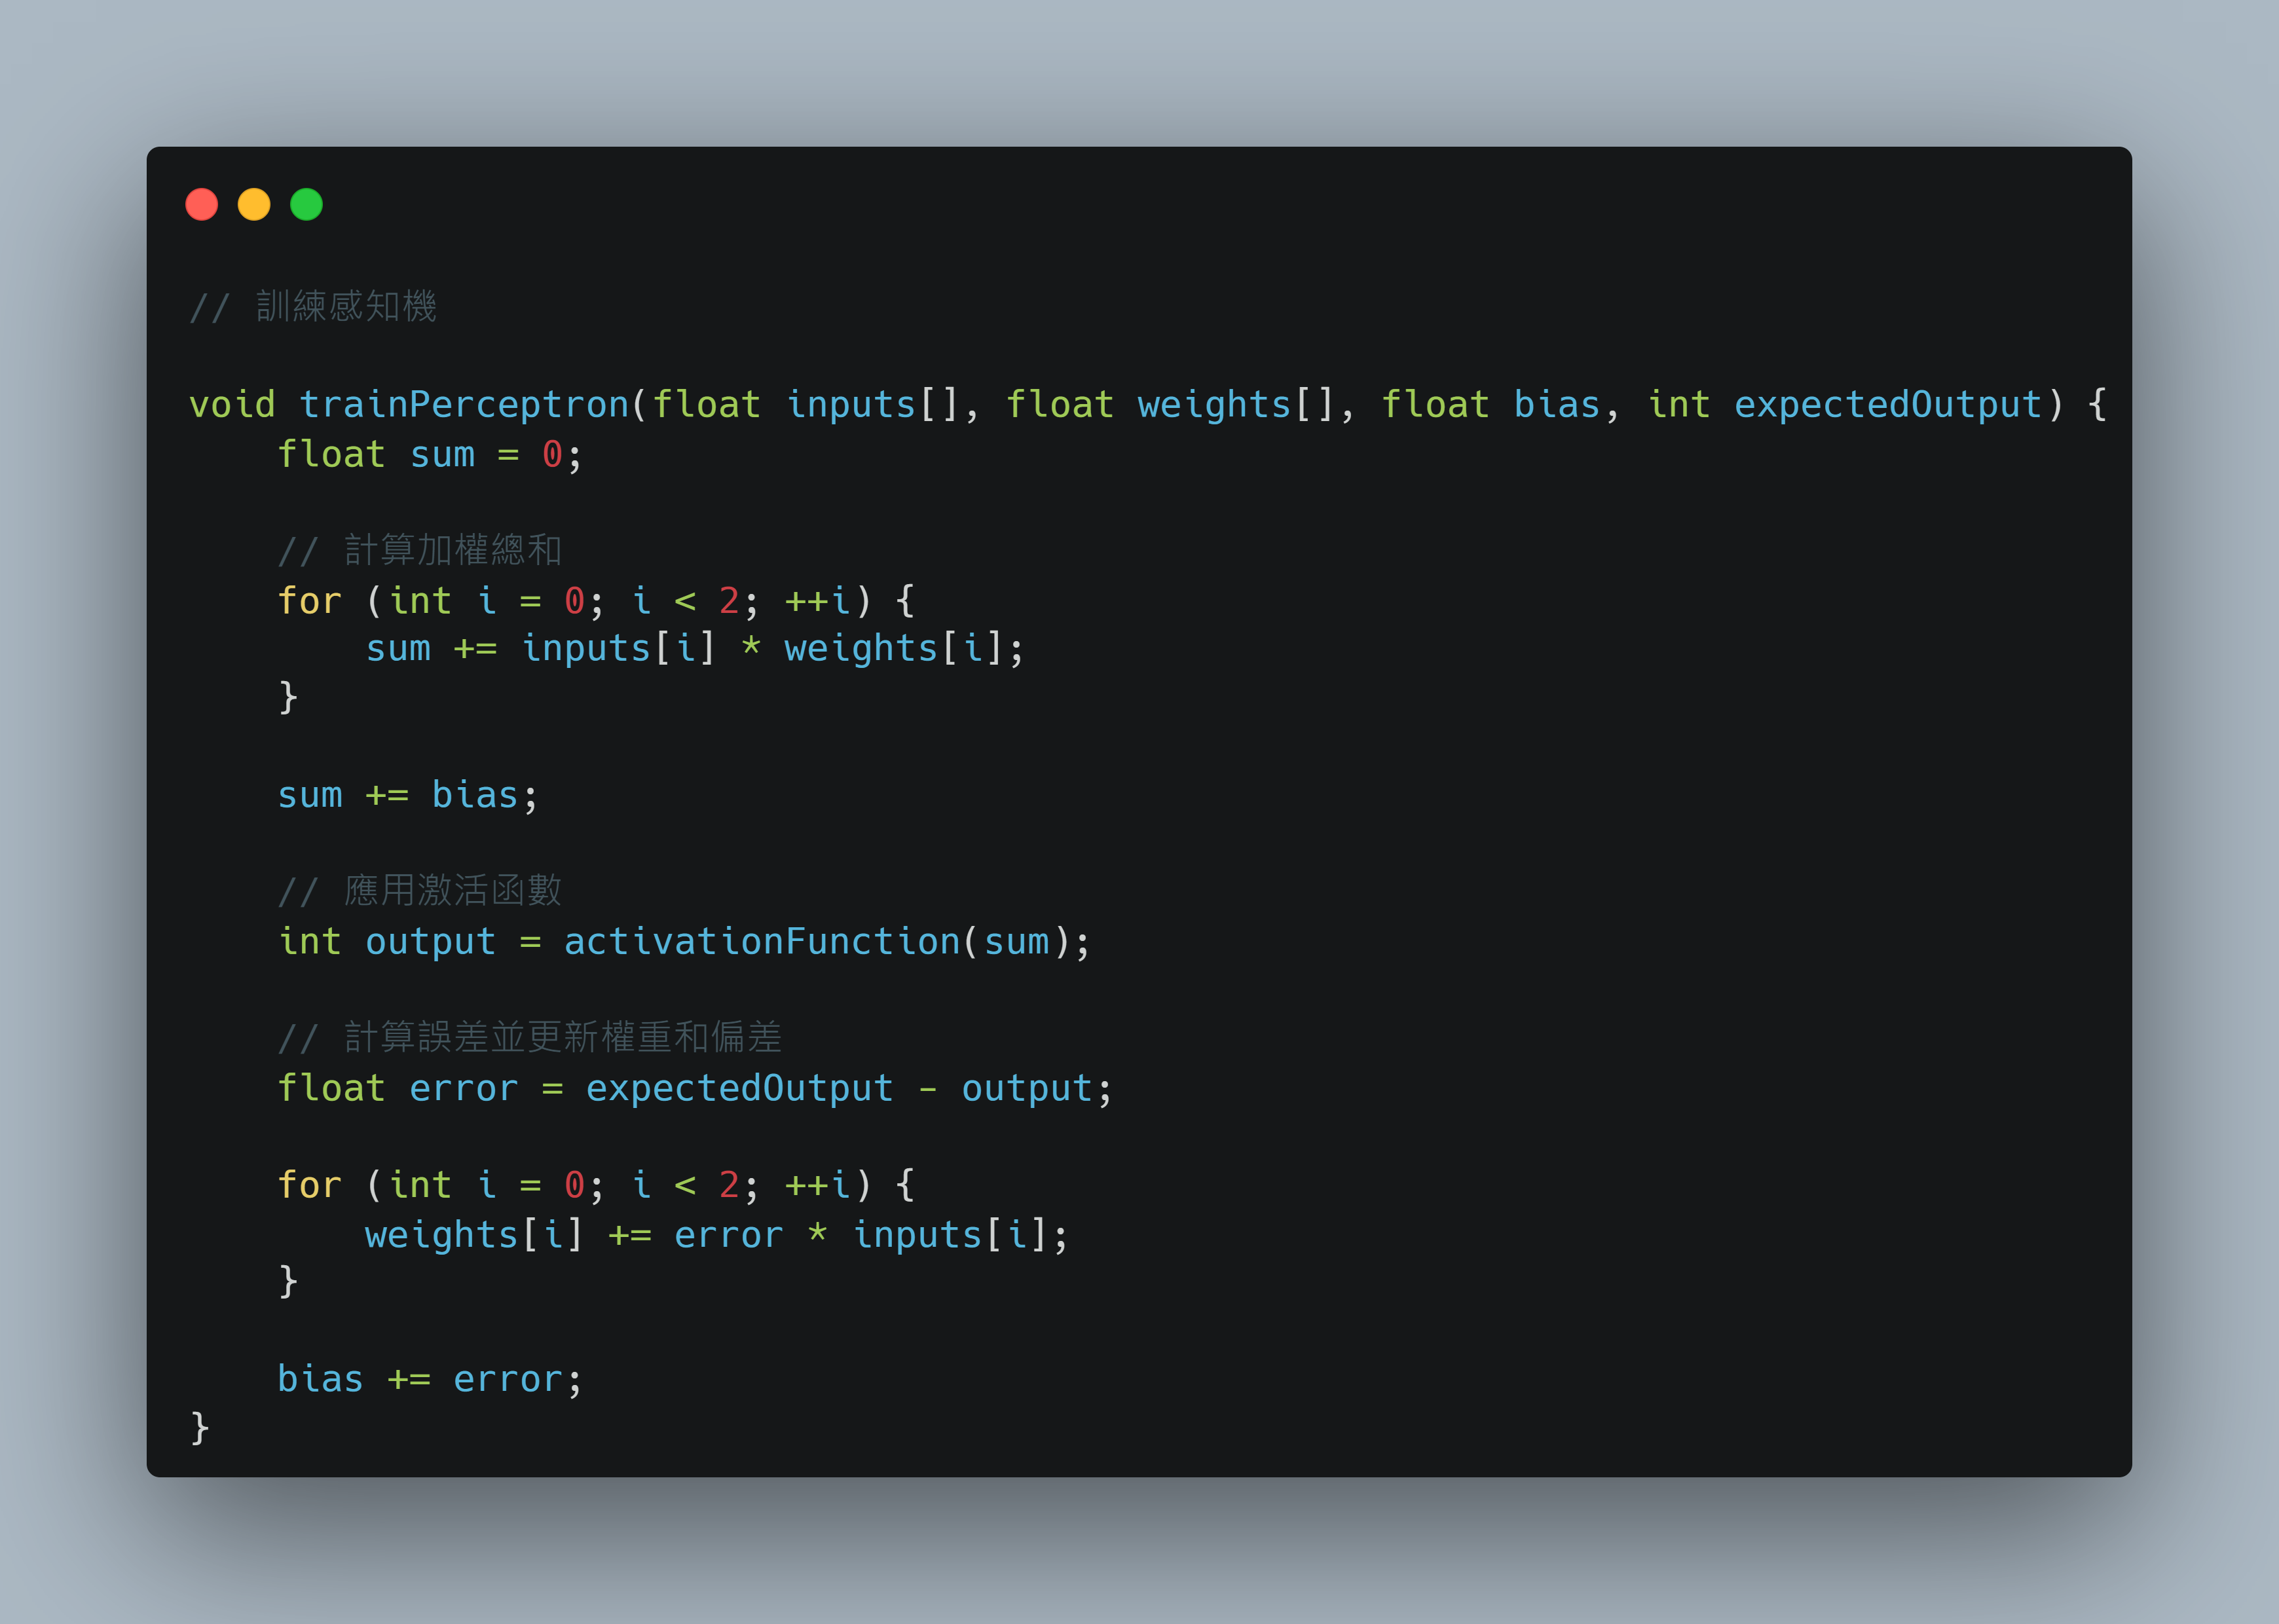 // 訓練感知機
void trainPerceptron(float inputs[], float weights[], float bias, int expectedOutput) {
    float sum = 0;
    // 計算加權總和
    for (int i = 0; i < 2; ++i) {
        sum += inputs[i] * weights[i];
    }
    sum += bias;
    // 應用激活函數
    int output = activationFunction(sum);
    // 計算誤差並更新權重和偏差
    float error = expectedOutput - output;
    for (int i = 0; i < 2; ++i) {
        weights[i] += error * inputs[i];
    }
    bias += error;
}